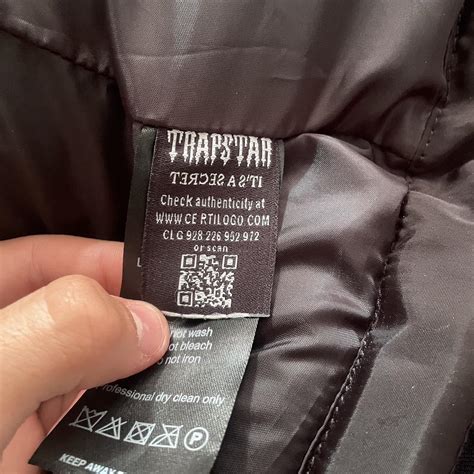 TRAPSTAR
IT'S A SECRET
Check authenticity at
WWW.CERTILOGO.COM
CLG 928 226 952 972
or scan
L
not wash
not bleach
not iron
Professional dry clean only
P
KEEP AWAY